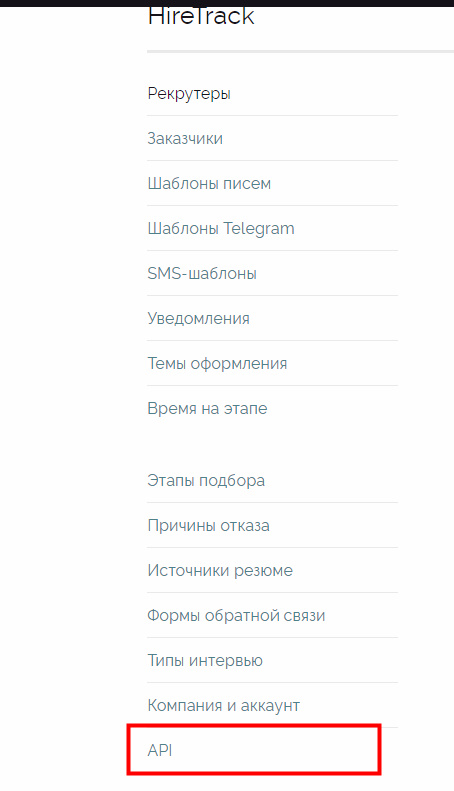 HireTrack
Рекрутеры
Заказчики
Шаблоны писем
Шаблоны Telegram
SMS-шаблоны
Уведомления
Темы оформления
Время на этапе
Этапы подбора
Причины отказа
Источники резюме
Формы обратной связи
Типы интервью
Компания и аккаунт
API